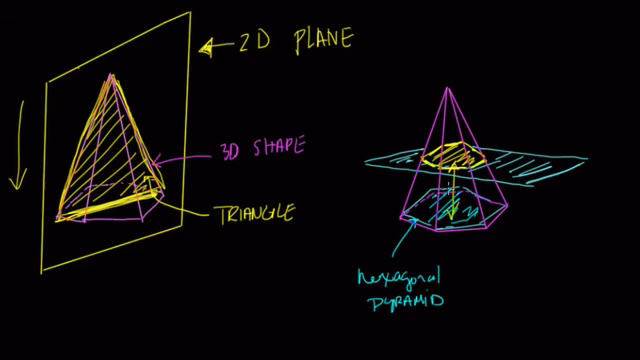 2D PLANE
3D SHAPE
TRIANGLE
hexagonal
PYRAMID